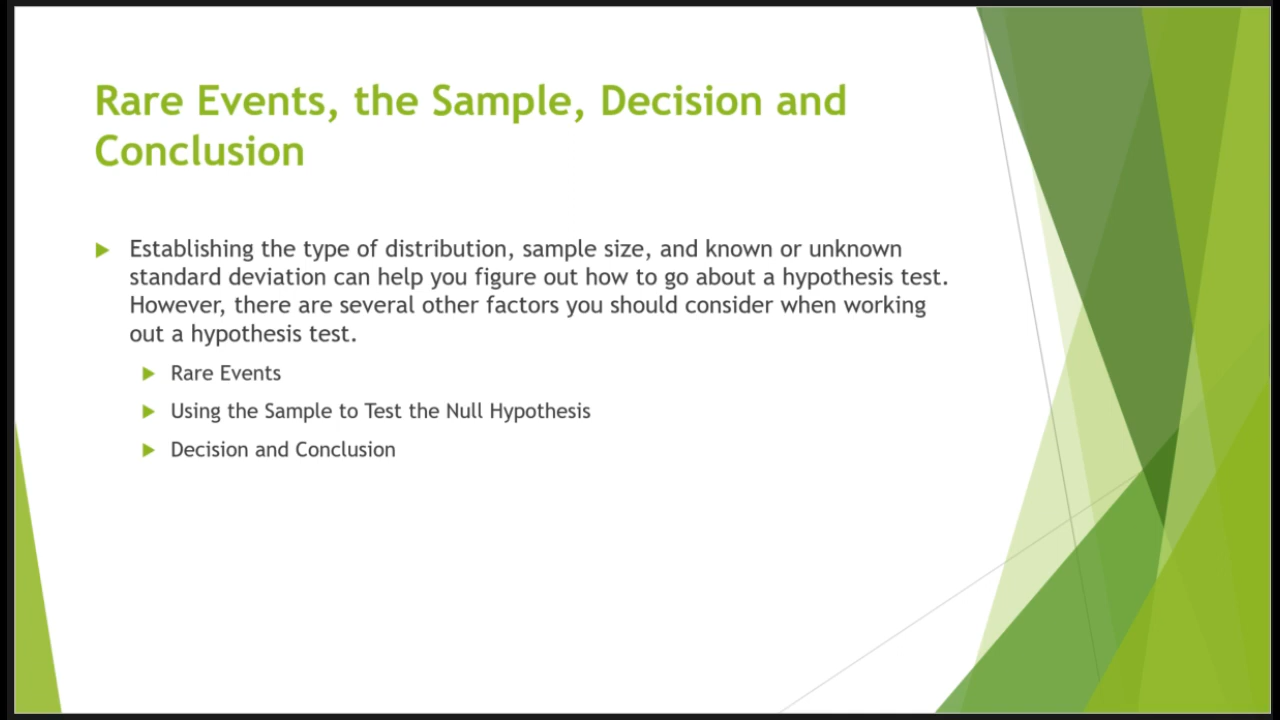 Rare Events, the Sample, Decision and
Conclusion
Establishing the type of distribution, sample size, and known or unknown
standard deviation can help you figure out how to go about a hypothesis test.
However, there are several other factors you should consider when working
out a hypothesis test.
Rare Events
Using the Sample to Test the Null Hypothesis
Decision and Conclusion